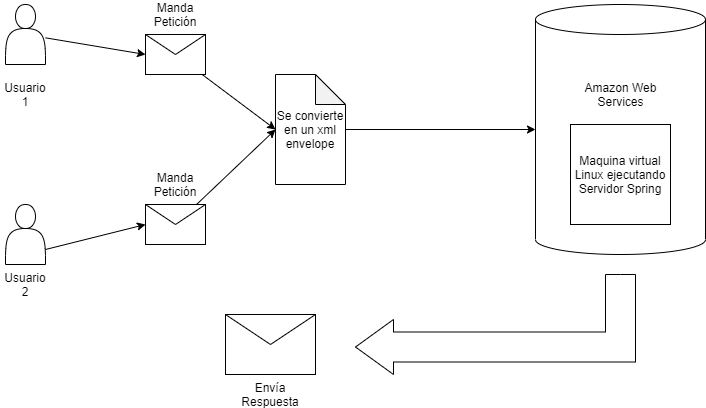 Manda
Petición
Usuario
1
Se convierte
en un xml
envelope
Amazon Web
Services
Maquina virtual
Linux ejecutando
Servidor Spring
Manda
Petición
Usuario
2
Envía
Respuesta